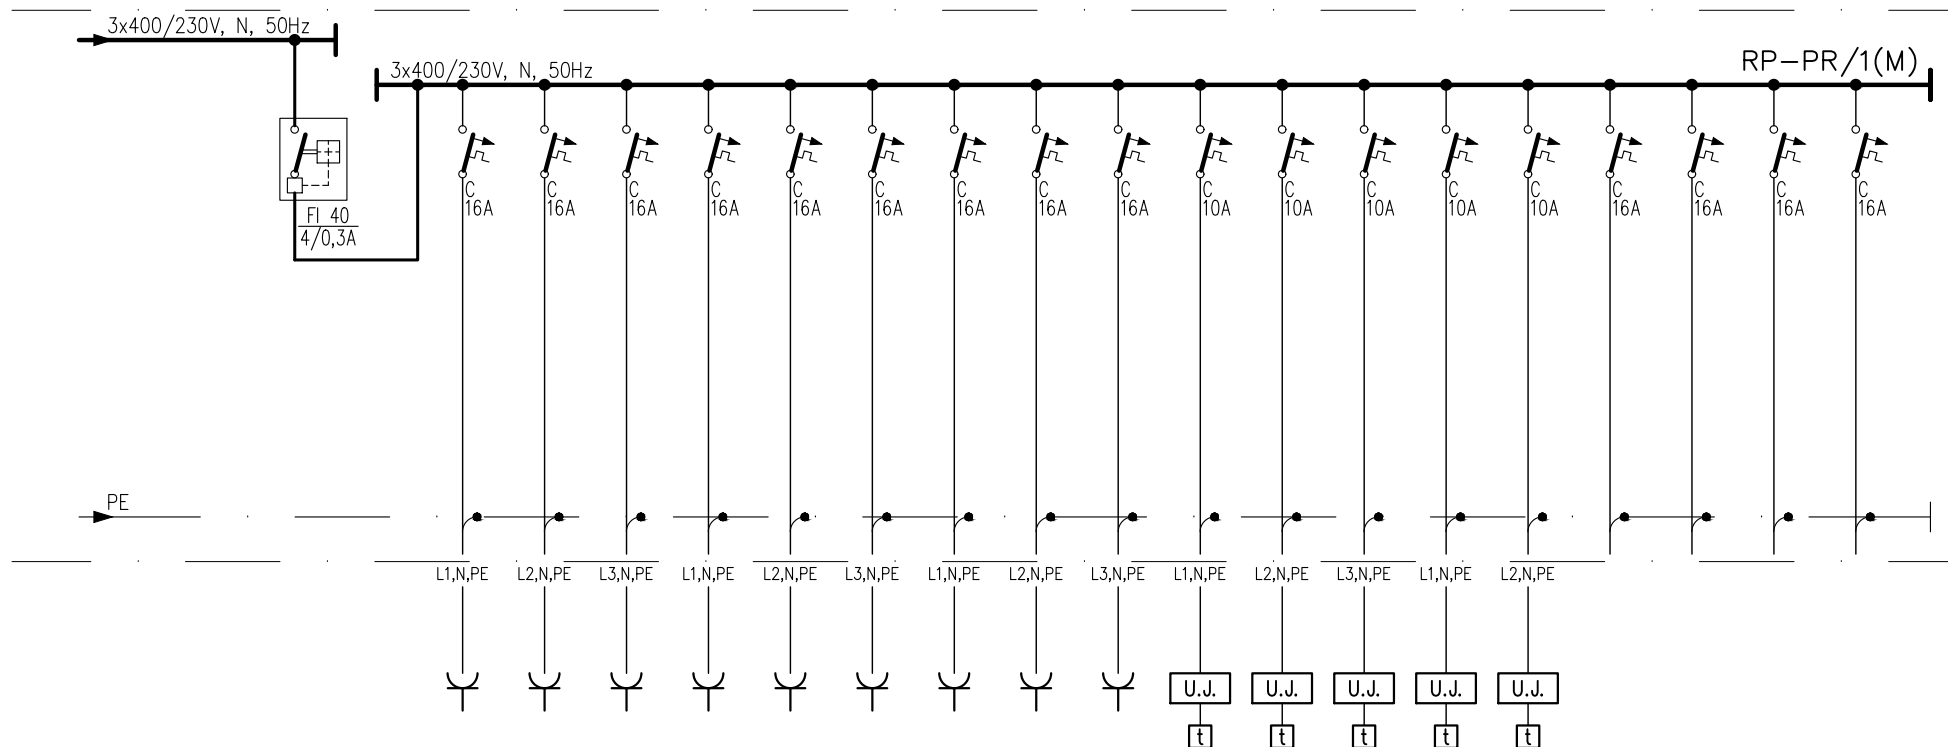 3x400/230V, N, 50Hz
3x400/230V, N, 50Hz
RP-PR/1(M)
C C C C C C C C C C C C C C C C C C
16A 16A 16A 16A 16A 16A 16A 16A 16A 10A 10A 10A 10A 10A 16A 16A 16A 16A
FI 40
4/0,3A
PE
L1,N,PE L2,N,PE L3,N,PE L1,N,PE L2,N,PE L3,N,PE L1,N,PE L2,N,PE L3,N,PE L1,N,PE L2,N,PE L3,N,PE L1,N,PE L2,N,PE
U.J. U.J. U.J. U.J. U.J.
t t t t t